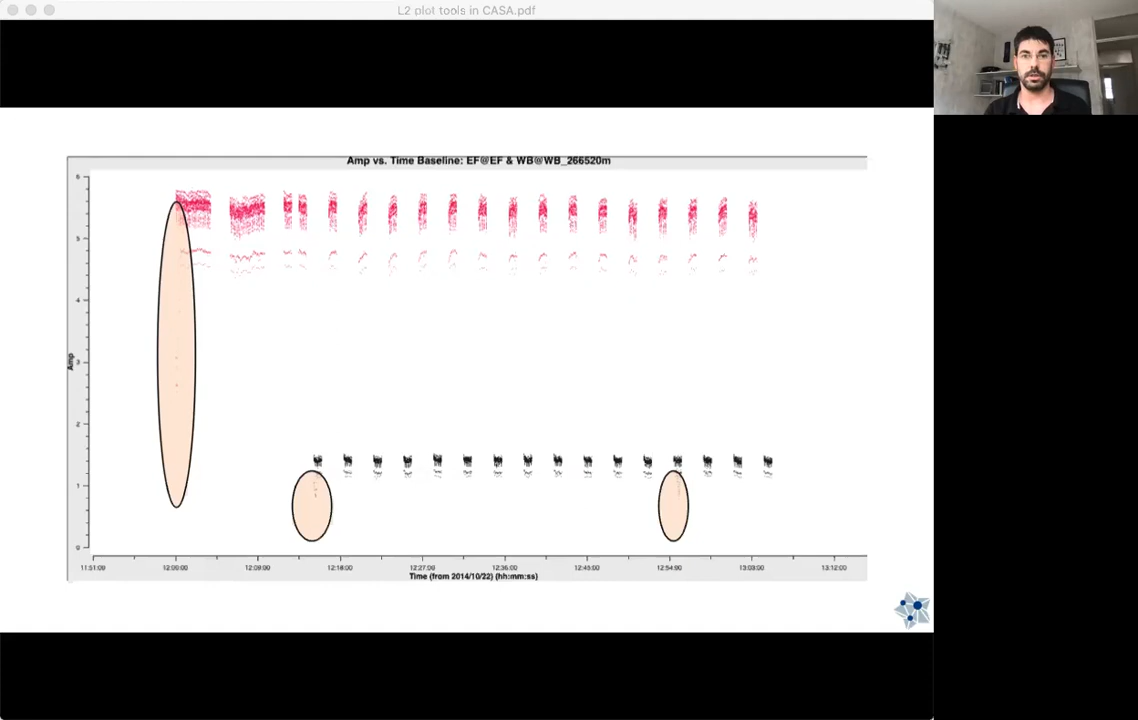 L2 plot tools in CASA.pdf
Amp vs. Time Baseline: EF@EF & WB@WB_266520m
6
5
4
3
2
1
0
Amp
11:51:00 12:00:00 12:09:00 12:18:00 12:27:00 12:36:00 12:45:00 12:54:00 13:03:00 13:12:00
Time (from 2014/10/22) (hh:mm:ss)